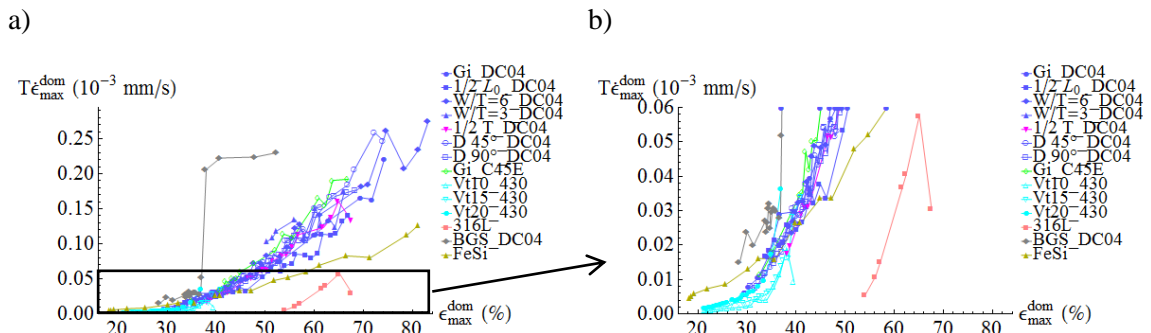 a)
b)
Tε̇ᵈᵒᵐₘₐₓ (10⁻³ mm/s)
0.25
0.20
0.15
0.10
0.05
0.00
20 30 40 50 60 70 80
εᵈᵒᵐₘₐₓ (%)
Gi_DC04
1/2 L₀_DC04
W/T=6_DC04
W/T=3_DC04
1/2 T_DC04
D 45°_DC04
D 90°_DC04
Gi_C45E
Vt10_430
Vt15_430
Vt20_430
316L
BGS_DC04
FeSi
Tε̇ᵈᵒᵐₘₐₓ (10⁻³ mm/s)
0.06
0.05
0.04
0.03
0.02
0.01
0.00
20 30 40 50 60 70 80
εᵈᵒᵐₘₐₓ (%)
Gi_DC04
1/2 L₀_DC04
W/T=6_DC04
W/T=3_DC04
1/2 T_DC04
D 45°_DC04
D 90°_DC04
Gi_C45E
Vt10_430
Vt15_430
Vt20_430
316L
BGS_DC04
FeSi